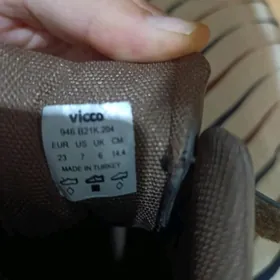 vicco
946.B21K.204
EUR US UK CM
23 7 6 14.4
MADE IN TURKEY